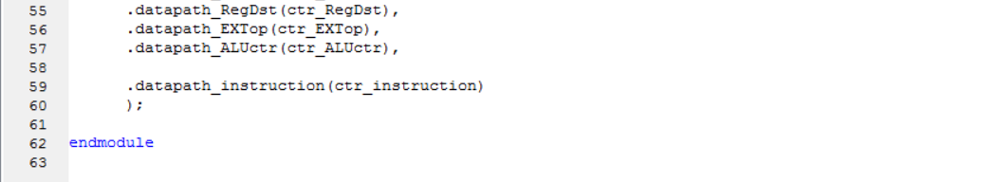 55 .datapath_RegDst(ctr_RegDst),
56 .datapath_EXTop(ctr_EXTop),
57 .datapath_ALUctr(ctr_ALUctr),
58
59 .datapath_instruction(ctr_instruction)
60 );
61
62 endmodule
63